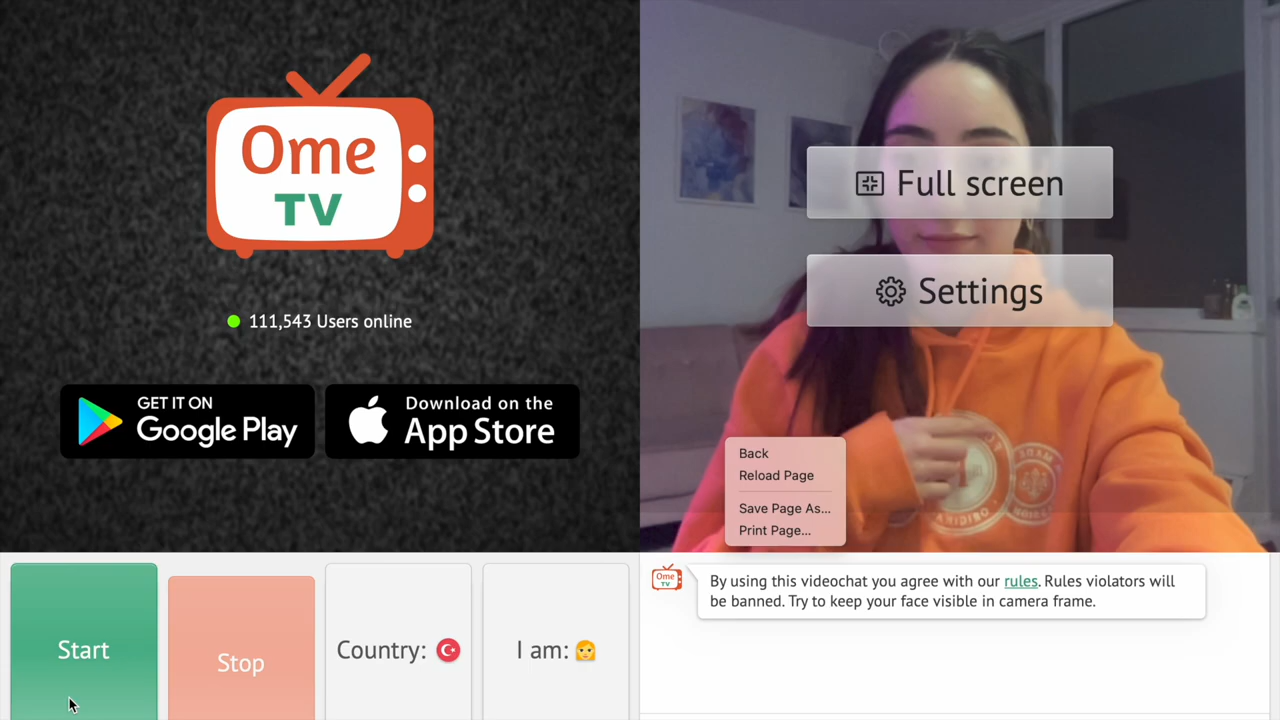 Ome
TV
111,543 Users online
GET IT ON
Google Play
Download on the
App Store
Full screen
Settings
Back
Reload Page
Save Page As...
Print Page...
By using this videochat you agree with our rules. Rules violators will
be banned. Try to keep your face visible in camera frame.
Ome
TV
Start
Stop
Country:
I am: